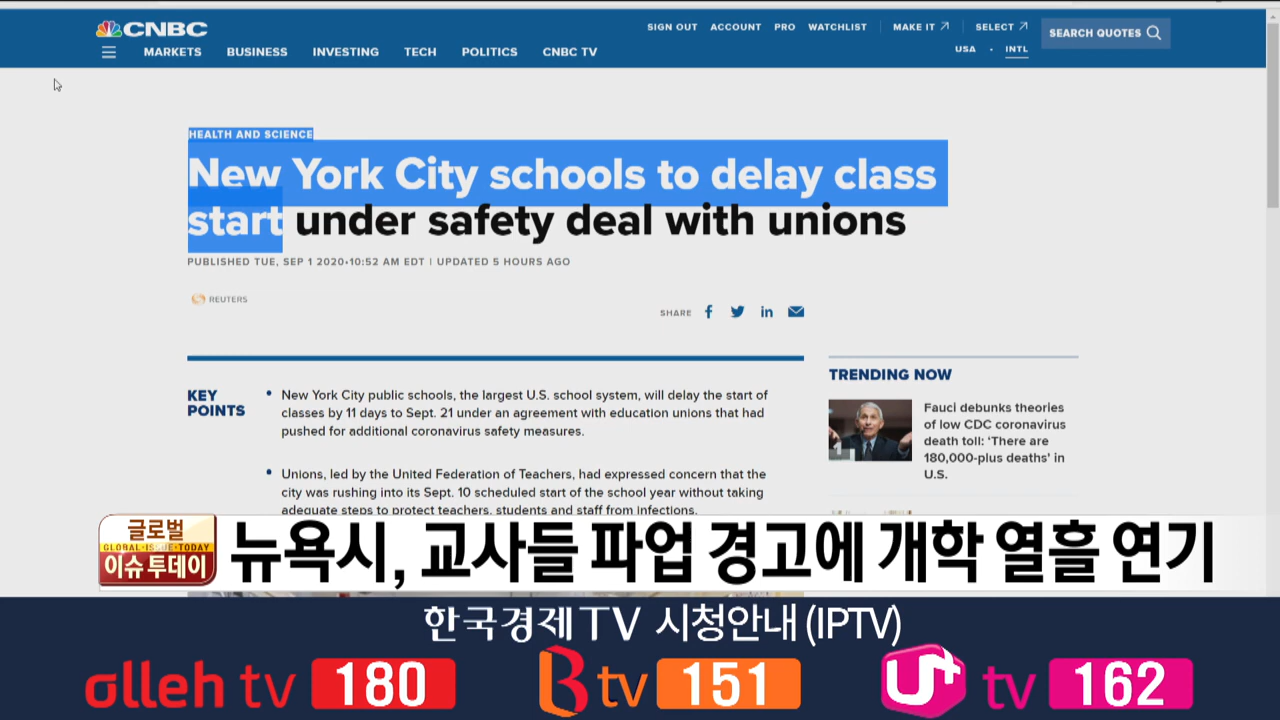 CNBC
SIGN OUT ACCOUNT PRO WATCHLIST MAKE IT SELECT
USA · INTL
SEARCH QUOTES
MARKETS BUSINESS INVESTING TECH POLITICS CNBC TV
HEALTH AND SCIENCE
New York City schools to delay class
start under safety deal with unions
PUBLISHED TUE, SEP 1 2020•10:52 AM EDT | UPDATED 5 HOURS AGO
REUTERS
SHARE
KEY
POINTS
• New York City public schools, the largest U.S. school system, will delay the start of
classes by 11 days to Sept. 21 under an agreement with education unions that had
pushed for additional coronavirus safety measures.
• Unions, led by the United Federation of Teachers, had expressed concern that the
city was rushing into its Sept. 10 scheduled start of the school year without taking
adequate steps to protect teachers, students and staff from infections.
TRENDING NOW
1
Fauci debunks theories
of low CDC coronavirus
death toll: ‘There are
180,000-plus deaths’ in
U.S.
글로벌
GLOBAL·ISSUE·TODAY
이슈 투데이
뉴욕시, 교사들 파업 경고에 개학 열흘 연기
한국경제TV 시청안내 (IPTV)
olleh tv 180
B tv 151
U+ tv 162